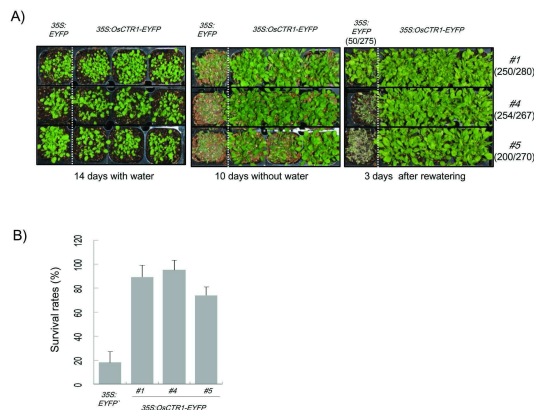 A)
35S:
EYFP
35S:OsCTR1-EYFP
35S:
EYFP
35S:OsCTR1-EYFP
35S:
EYFP
(50/275)
35S:OsCTR1-EYFP
#1
(250/280)
#4
(254/267)
#5
(200/270)
14 days with water
10 days without water
3 days after rewatering
B)
Survival rates (%)
120
100
80
60
40
20
0
35S:
EYFP
#1
#4
#5
35S:OsCTR1-EYFP